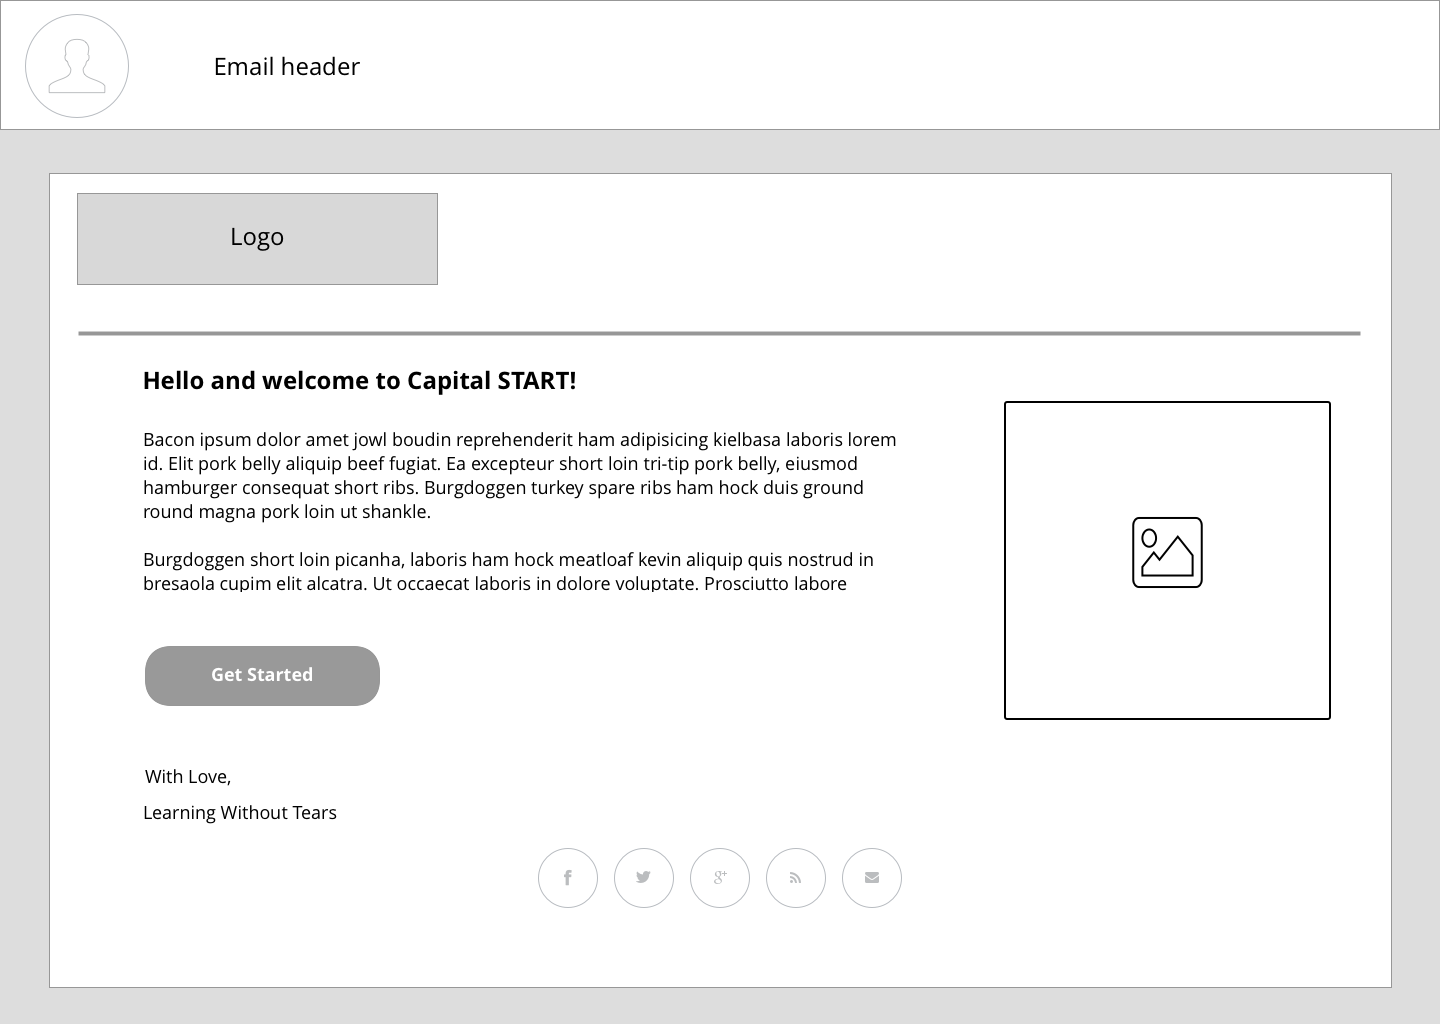 Email header
Logo
Hello and welcome to Capital START!
Bacon ipsum dolor amet jowl boudin reprehenderit ham adipisicing kielbasa laboris lorem
id. Elit pork belly aliquip beef fugiat. Ea excepteur short loin tri-tip pork belly, eiusmod
hamburger consequat short ribs. Burgdoggen turkey spare ribs ham hock duis ground
round magna pork loin ut shankle.
Burgdoggen short loin picanha, laboris ham hock meatloaf kevin aliquip quis nostrud in
bresaola cupim elit alcatra. Ut occaecat laboris in dolore voluptate. Prosciutto labore
Get Started
With Love,
Learning Without Tears